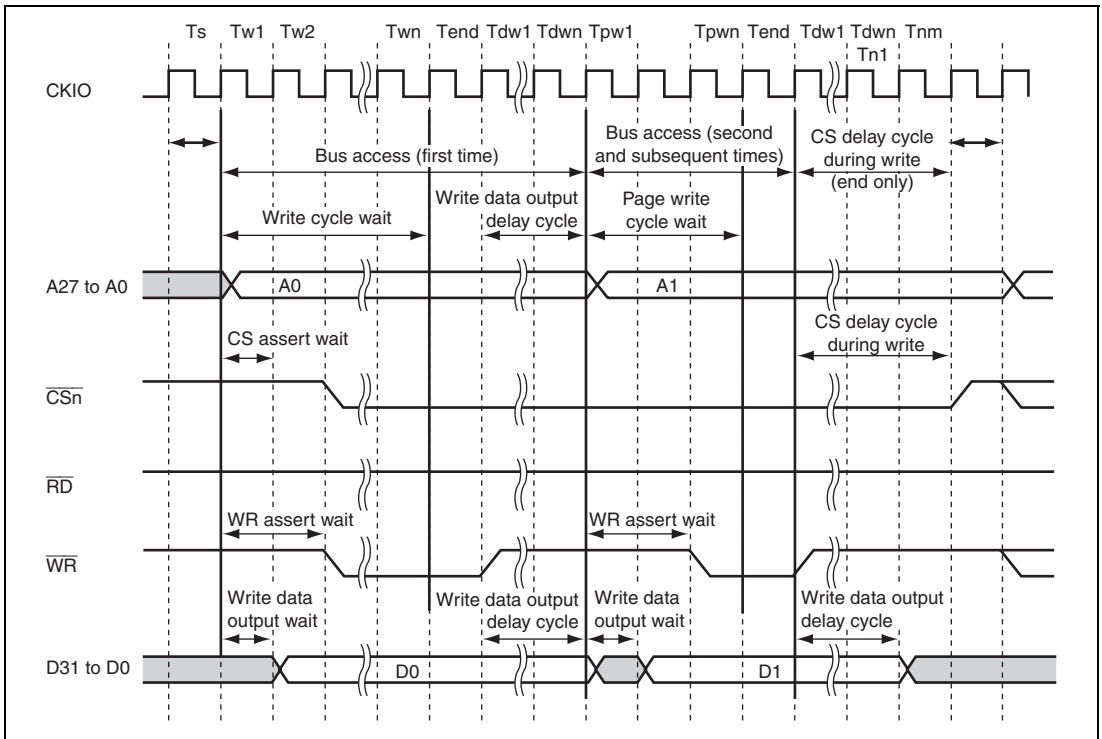 Ts Tw1 Tw2 Twn Tend Tdw1 Tdwn Tpw1 Tpwn Tend Tdw1 Tdwn Tnm
Tn1
CKIO
Bus access (first time)
Bus access (second
and subsequent times)
CS delay cycle
during write
(end only)
Write cycle wait
Write data output
delay cycle
Page write
cycle wait
A27 to A0
A0
A1
CS assert wait
CS delay cycle
during write
CSn
RD
WR assert wait
WR assert wait
WR
Write data
output wait
Write data output
delay cycle
Write data
output wait
Write data output
delay cycle
D31 to D0
D0
D1